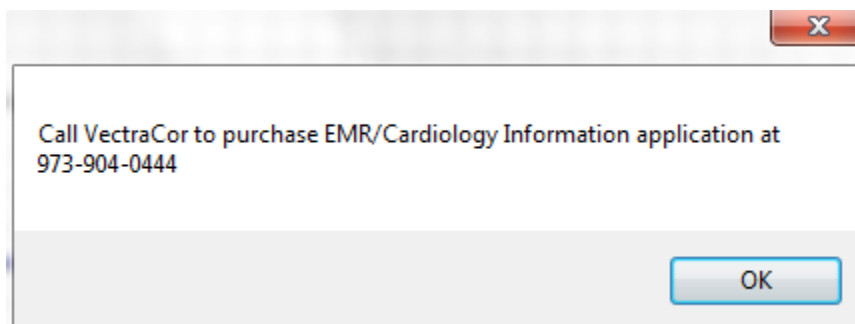 Call VectraCor to purchase EMR/Cardiology Information application at
973-904-0444
OK